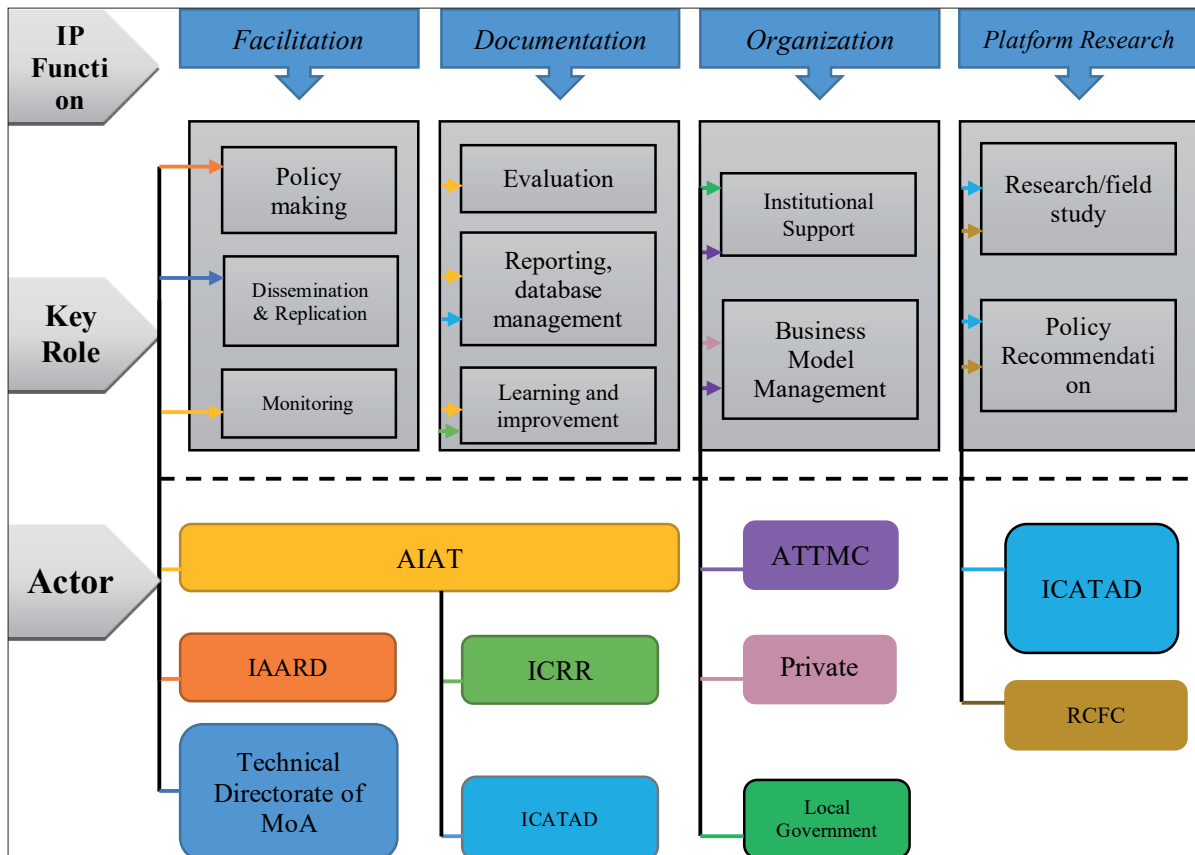 IP
Functi
on
Facilitation
Documentation
Organization
Platform Research
Key
Role
Policy
making
Dissemination
& Replication
Monitoring
Evaluation
Reporting,
database
management
Learning and
improvement
Institutional
Support
Business
Model
Management
Research/field
study
Policy
Recommendati
on
Actor
AIAT
IAARD
Technical
Directorate of
MoA
ICRR
ICATAD
ATTMC
Private
Local
Government
ICATAD
RCFC